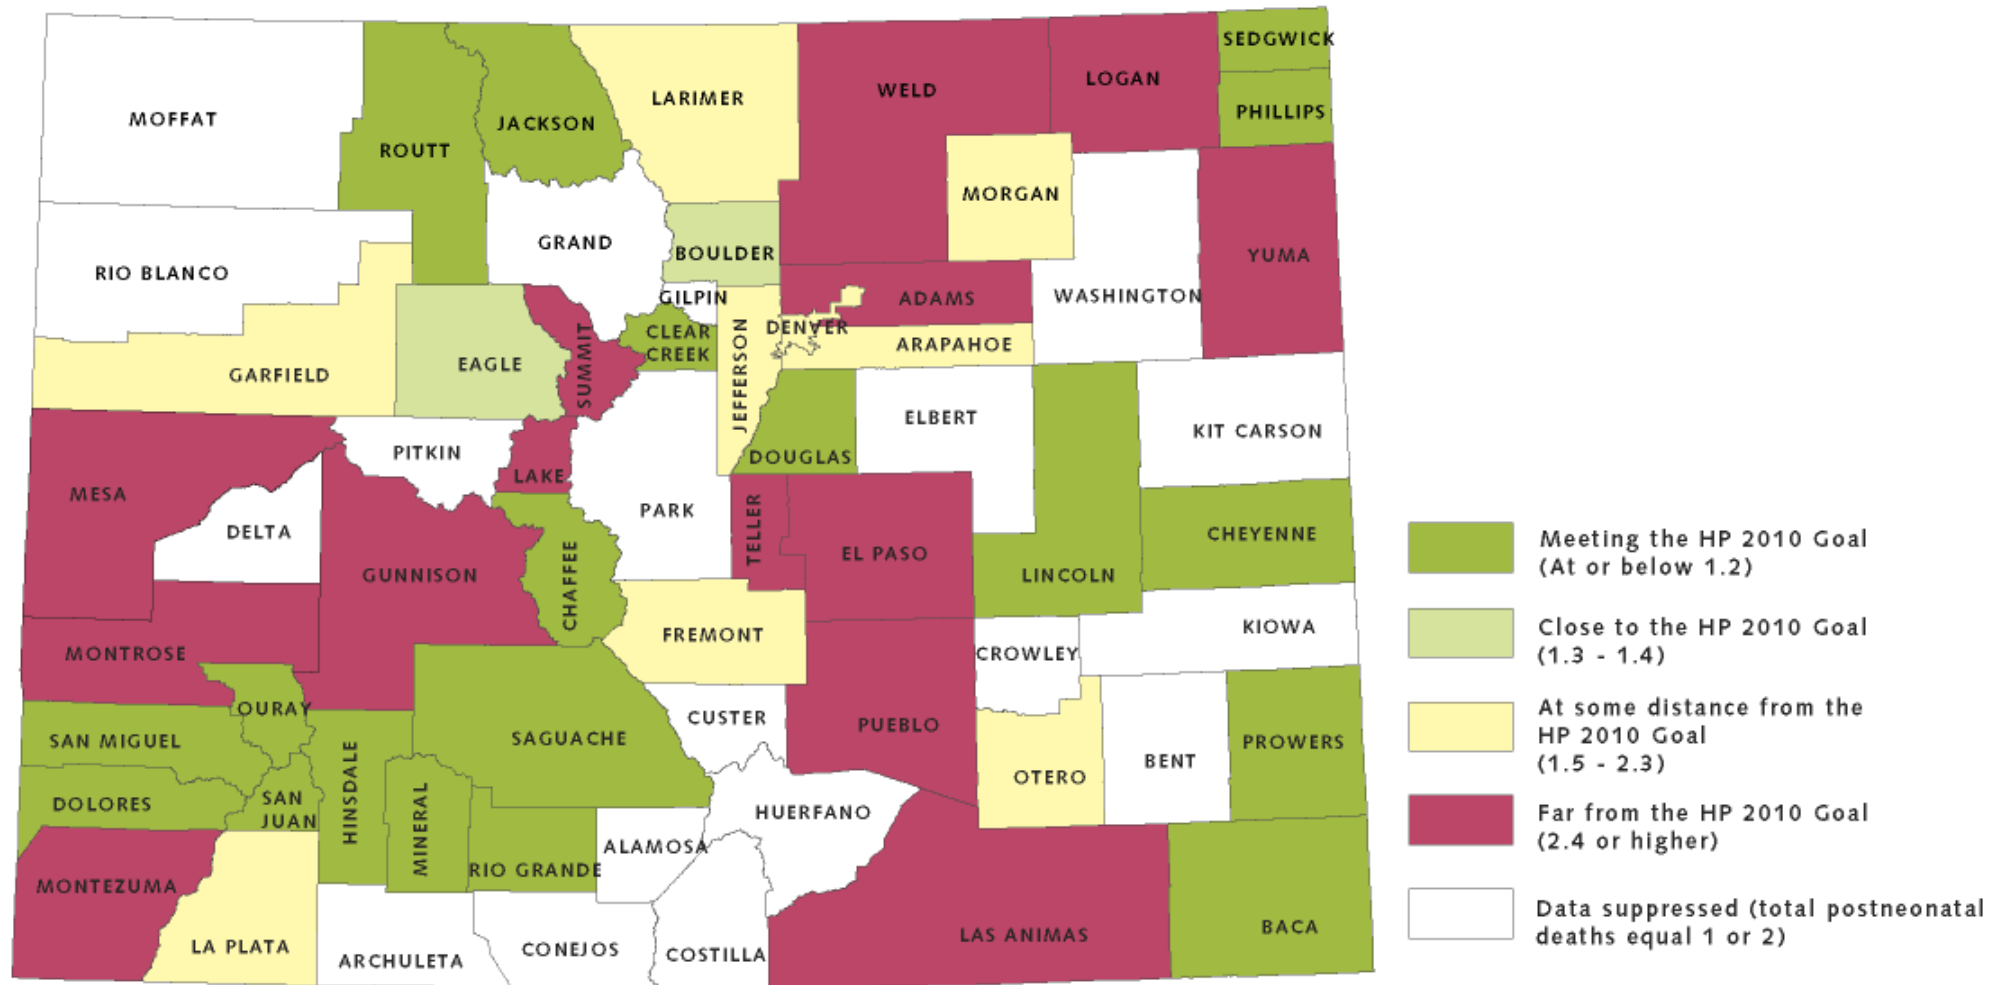 SEDGWICK
LOGAN
WELD
LARIMER
PHILLIPS
MOFFAT
JACKSON
ROUTT
MORGAN
GRAND
BOULDER
YUMA
RIO BLANCO
GILPIN
ADAMS
WASHINGTON
DENVER
CLEAR
CREEK
ARAPAHOE
EAGLE
SUMMIT
JEFFERSON
GARFIELD
ELBERT
KIT CARSON
PITKIN
DOUGLAS
LAKE
MESA
PARK
TELLER
DELTA
CHEYENNE
EL PASO
GUNNISON
LINCOLN
CHAFFEE
KIOWA
FREMONT
MONTROSE
CROWLEY
OURAY
CUSTER
PUEBLO
SAN MIGUEL
SAGUACHE
PROWERS
BENT
OTERO
DOLORES
SAN
JUAN
HINSDALE
MINERAL
HUERFANO
ALAMOSA
RIO GRANDE
MONTEZUMA
LA PLATA
ARCHULETA
CONEJOS
COSTILLA
LAS ANIMAS
BACA
Meeting the HP 2010 Goal
(At or below 1.2)
Close to the HP 2010 Goal
(1.3 - 1.4)
At some distance from the
HP 2010 Goal
(1.5 - 2.3)
Far from the HP 2010 Goal
(2.4 or higher)
Data suppressed (total postneonatal
deaths equal 1 or 2)